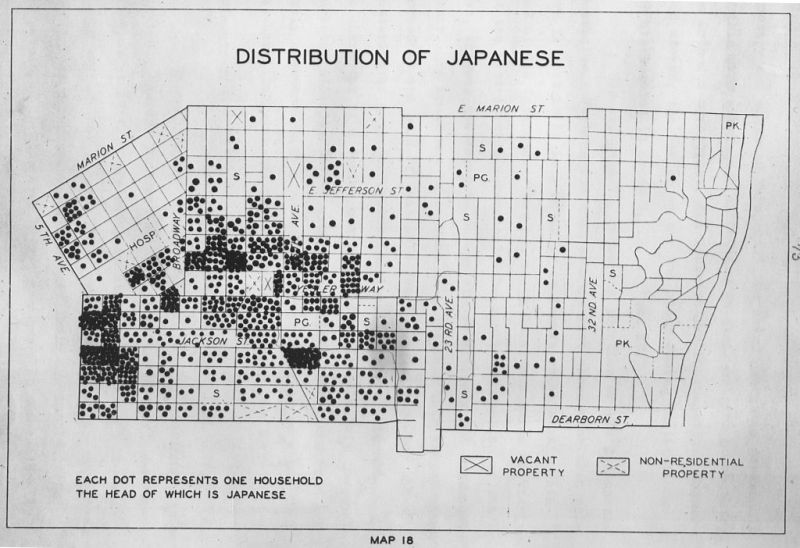 DISTRIBUTION OF JAPANESE
E MARION ST.
PK.
MARION ST
S
S
PG.
E JEFFERSON ST
5TH AVE
HOSP.
BROADWAY
AVE
S
S
YESLER WAY
S
PG.
S
23 RD AVE
32 ND AVE
PK.
JACKSON ST
S
S
DEARBORN ST.
EACH DOT REPRESENTS ONE HOUSEHOLD
THE HEAD OF WHICH IS JAPANESE
VACANT
PROPERTY
NON-RESIDENTIAL
PROPERTY
MAP 18